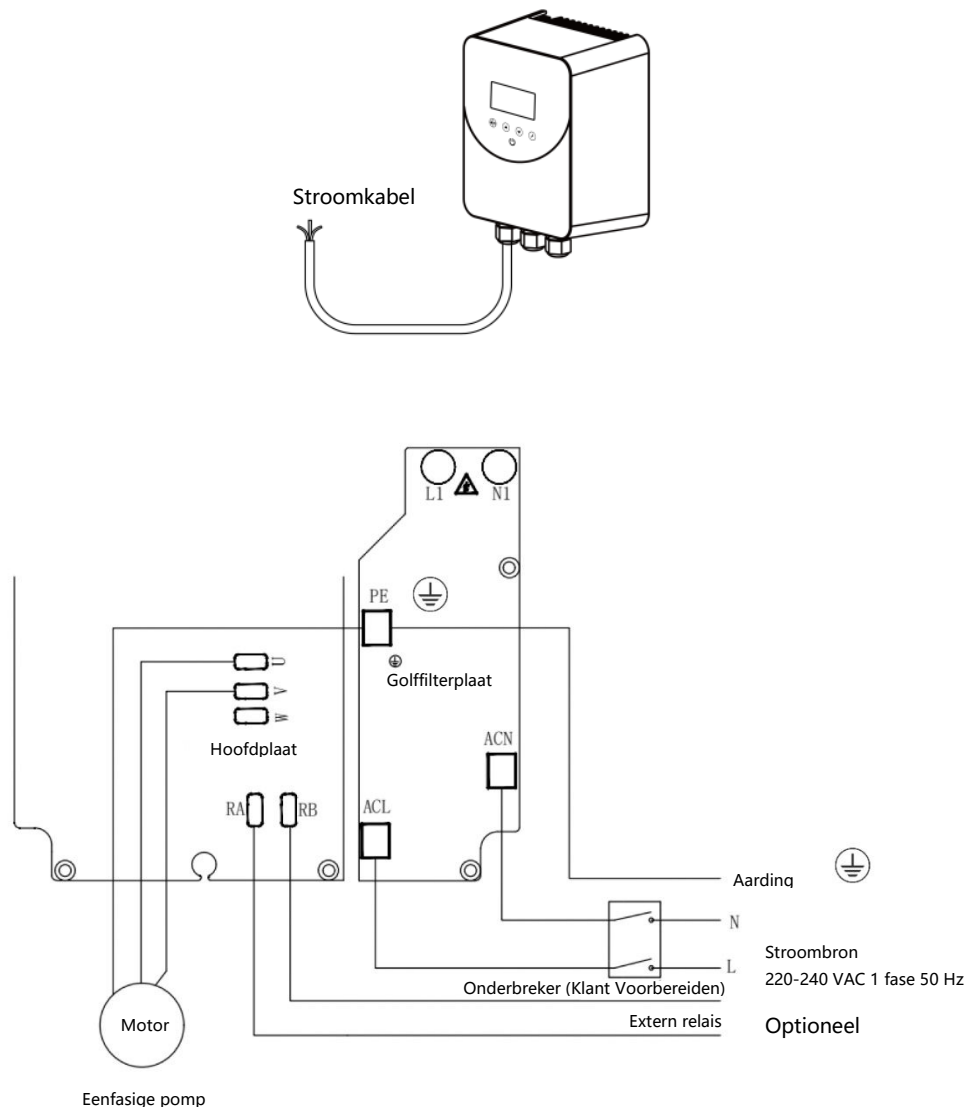 Stroomkabel
L1
N1
PE
U
V
W
Golffilterplaat
Hoofdplaat
ACN
RA
RB
ACL
Aarding
N
Stroombron
L
220-240 VAC 1 fase 50 Hz
Onderbreker (Klant Voorbereiden)
Extern relais
Optioneel
Motor
Eenfasige pomp